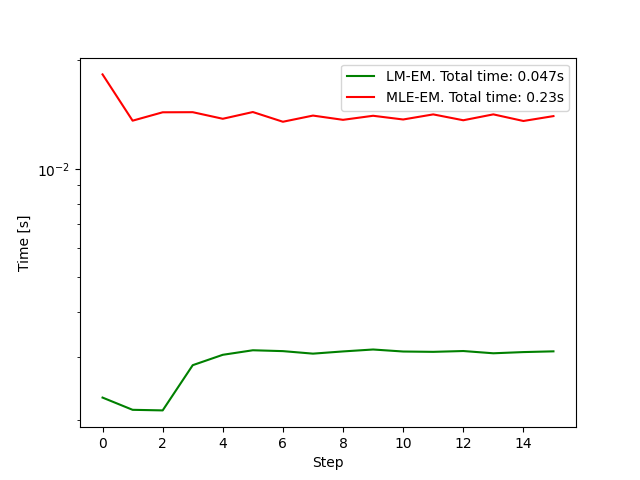 LM-EM. Total time: 0.047s
MLE-EM. Total time: 0.23s
10⁻²
Time [s]
0 2 4 6 8 10 12 14
Step